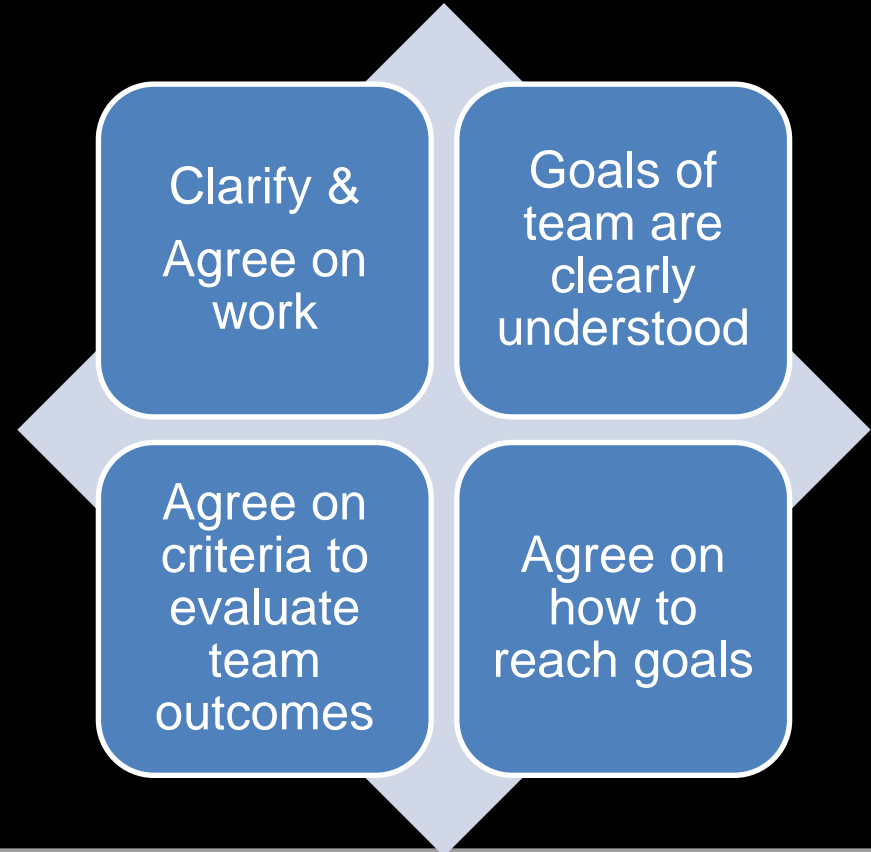 Clarify &
Agree on
work
Goals of
team are
clearly
understood
Agree on
criteria to
evaluate
team
outcomes
Agree on
how to
reach goals